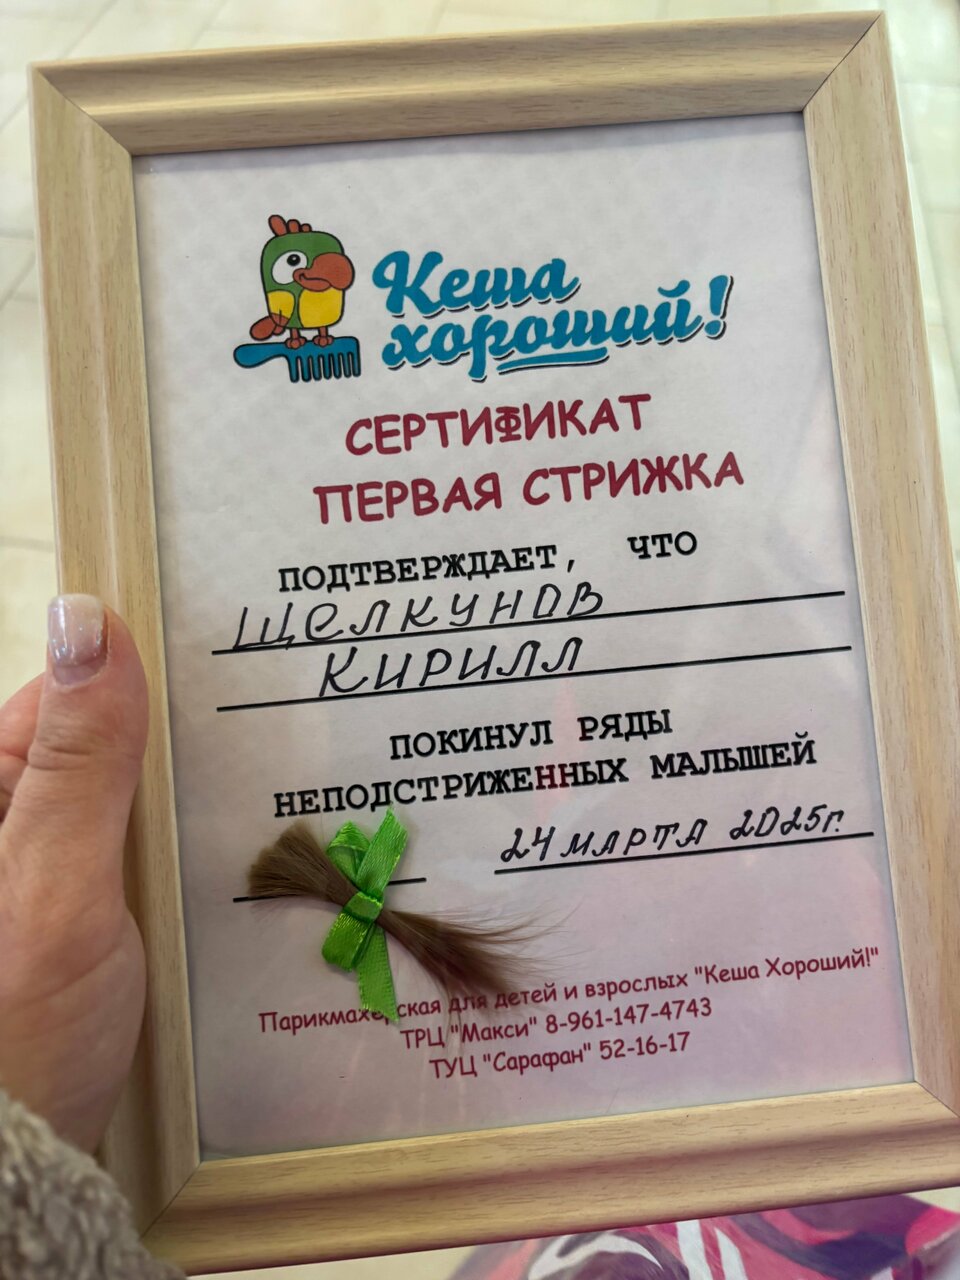 Кеша
хороший!
СЕРТИФИКАТ
ПЕРВАЯ СТРИЖКА
ПОДТВЕРЖДАЕТ, ЧТО
ЩЕЛКУНОВ
КИРИЛЛ
ПОКИНУЛ РЯДЫ
НЕПОДСТРИЖЕННЫХ МАЛЫШЕЙ
24 МАРТА 2025г.
Парикмахерская для детей и взрослых "Кеша Хороший!"
ТРЦ "Макси" 8-961-147-4743
ТУЦ "Сарафан" 52-16-17